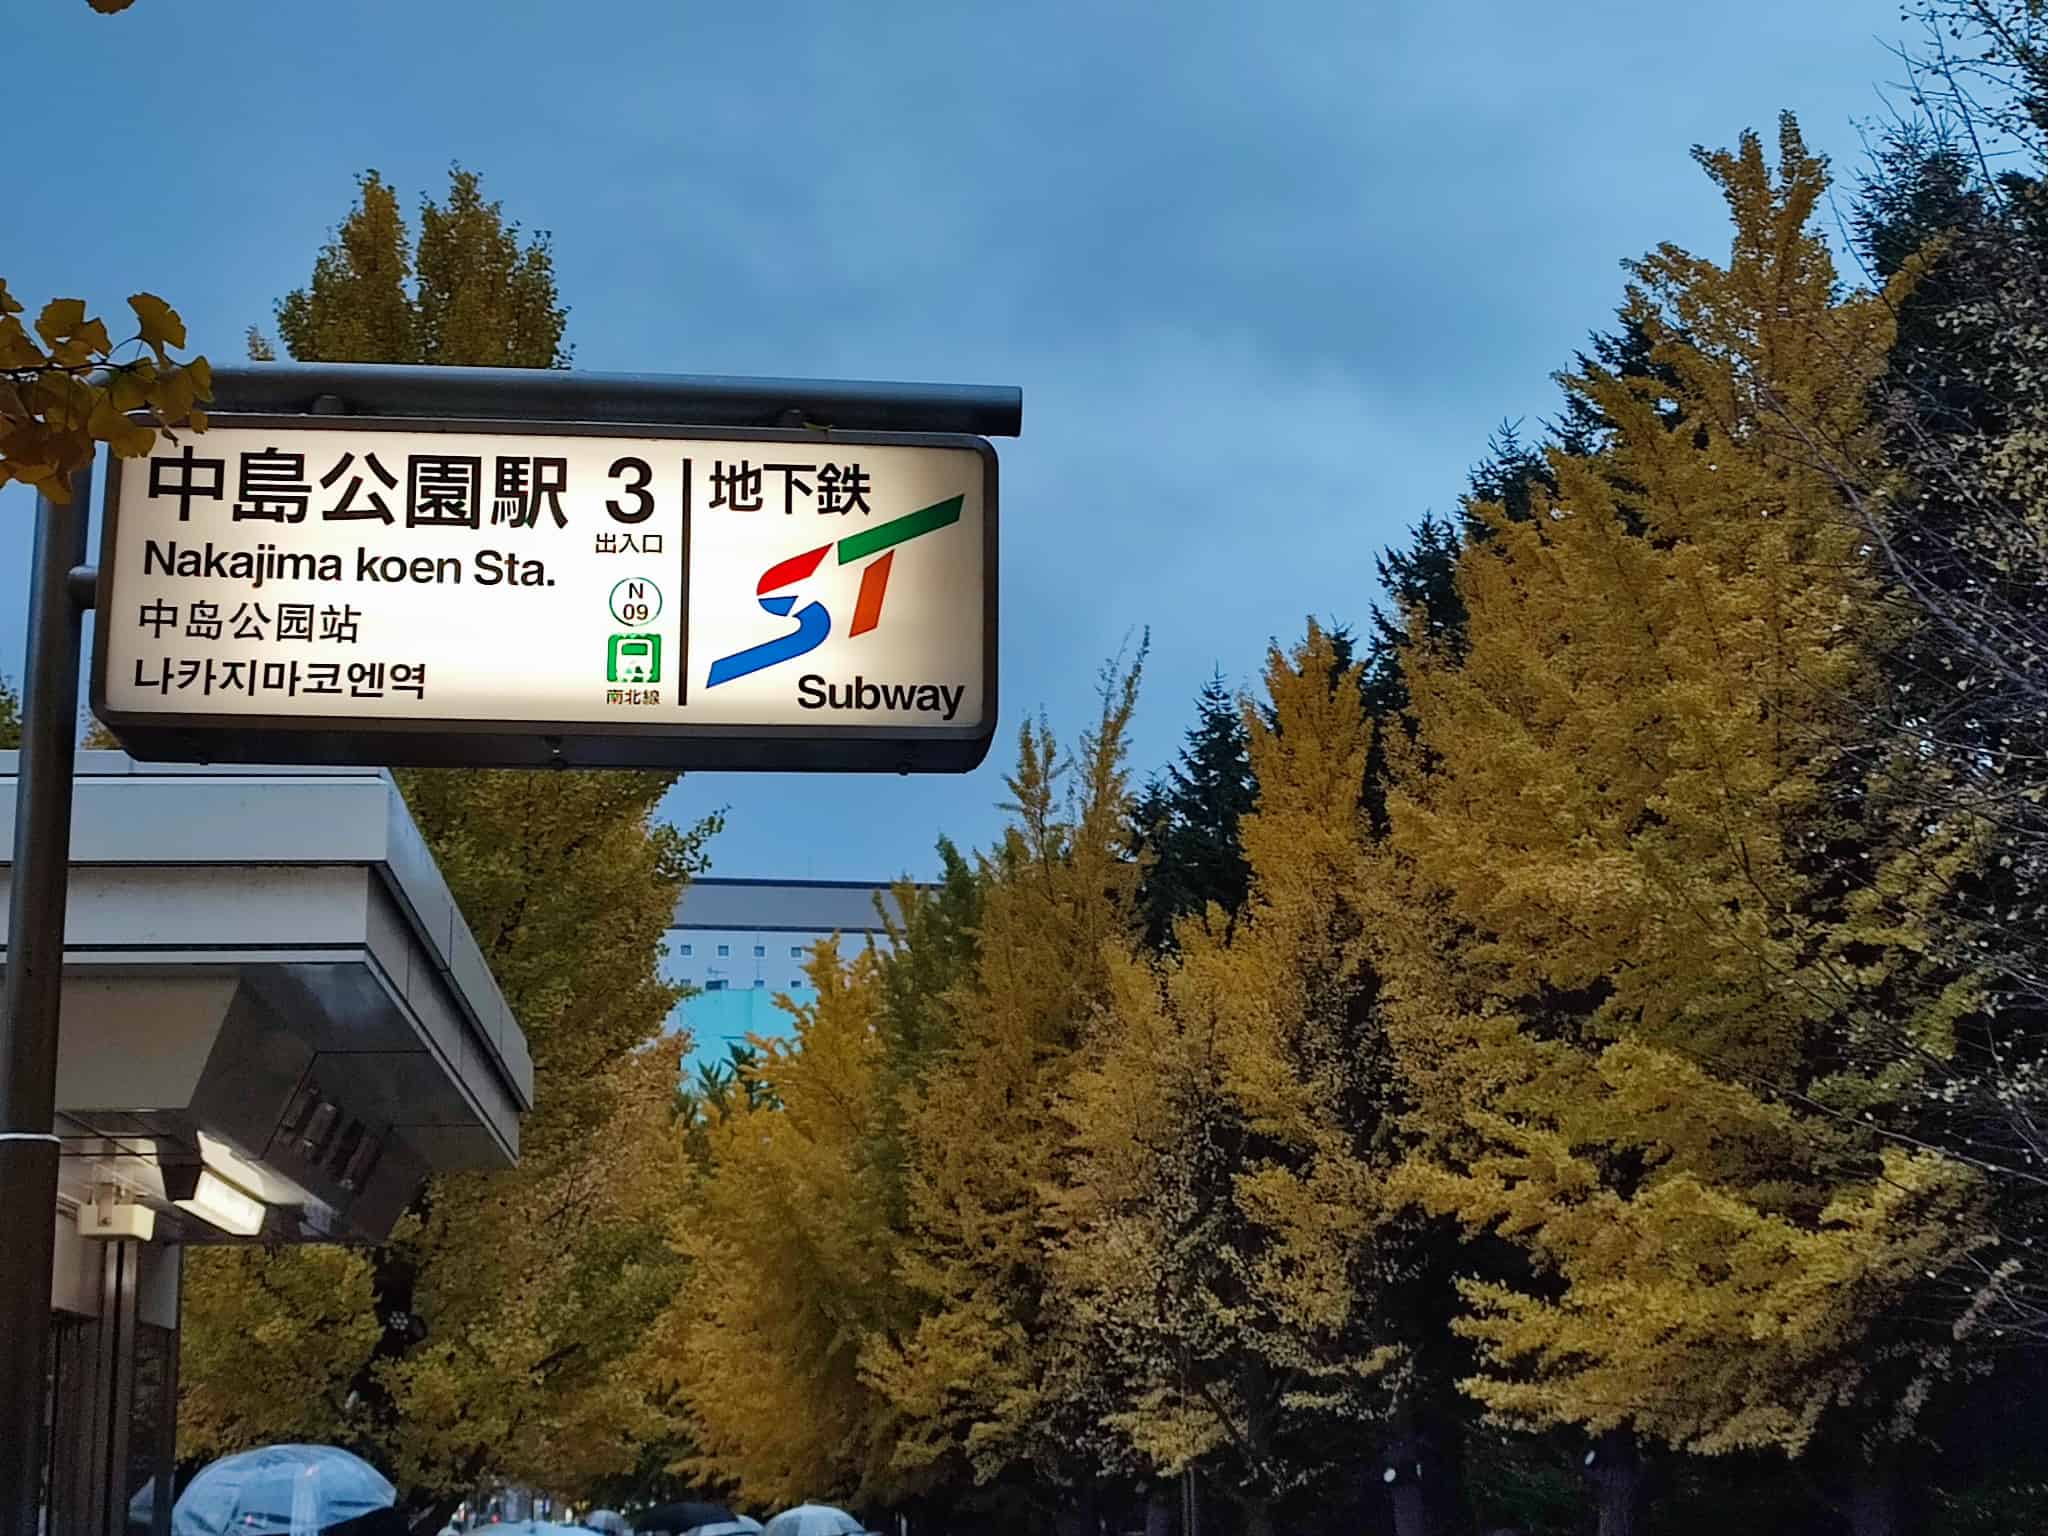 中島公園駅 3
出入口
Nakajima koen Sta.
中岛公园站
나카지마코엔역
N
09
南北線
地下鉄
ST
Subway